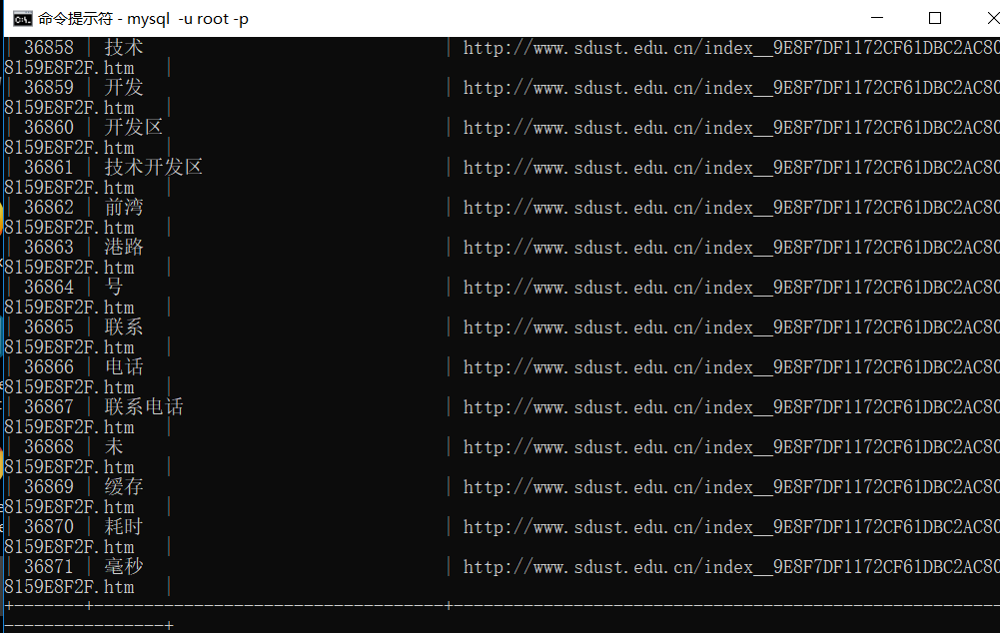 命令提示符 - mysql  -u root -p
| 36858 | 技术 | http://www.sdust.edu.cn/index__9E8F7DF1172CF61DBC2AC80
8159E8F2F.htm |
| 36859 | 开发 | http://www.sdust.edu.cn/index__9E8F7DF1172CF61DBC2AC80
8159E8F2F.htm |
| 36860 | 开发区 | http://www.sdust.edu.cn/index__9E8F7DF1172CF61DBC2AC80
8159E8F2F.htm |
| 36861 | 技术开发区 | http://www.sdust.edu.cn/index__9E8F7DF1172CF61DBC2AC80
8159E8F2F.htm |
| 36862 | 前湾 | http://www.sdust.edu.cn/index__9E8F7DF1172CF61DBC2AC80
8159E8F2F.htm |
| 36863 | 港路 | http://www.sdust.edu.cn/index__9E8F7DF1172CF61DBC2AC80
8159E8F2F.htm |
| 36864 | 号 | http://www.sdust.edu.cn/index__9E8F7DF1172CF61DBC2AC80
8159E8F2F.htm |
| 36865 | 联系 | http://www.sdust.edu.cn/index__9E8F7DF1172CF61DBC2AC80
8159E8F2F.htm |
| 36866 | 电话 | http://www.sdust.edu.cn/index__9E8F7DF1172CF61DBC2AC80
8159E8F2F.htm |
| 36867 | 联系电话 | http://www.sdust.edu.cn/index__9E8F7DF1172CF61DBC2AC80
8159E8F2F.htm |
| 36868 | 未 | http://www.sdust.edu.cn/index__9E8F7DF1172CF61DBC2AC80
8159E8F2F.htm |
| 36869 | 缓存 | http://www.sdust.edu.cn/index__9E8F7DF1172CF61DBC2AC80
8159E8F2F.htm |
| 36870 | 耗时 | http://www.sdust.edu.cn/index__9E8F7DF1172CF61DBC2AC80
8159E8F2F.htm |
| 36871 | 毫秒 | http://www.sdust.edu.cn/index__9E8F7DF1172CF61DBC2AC80
8159E8F2F.htm |
+-------+-----------------------------------+-------------------------------------------------------
----------------+